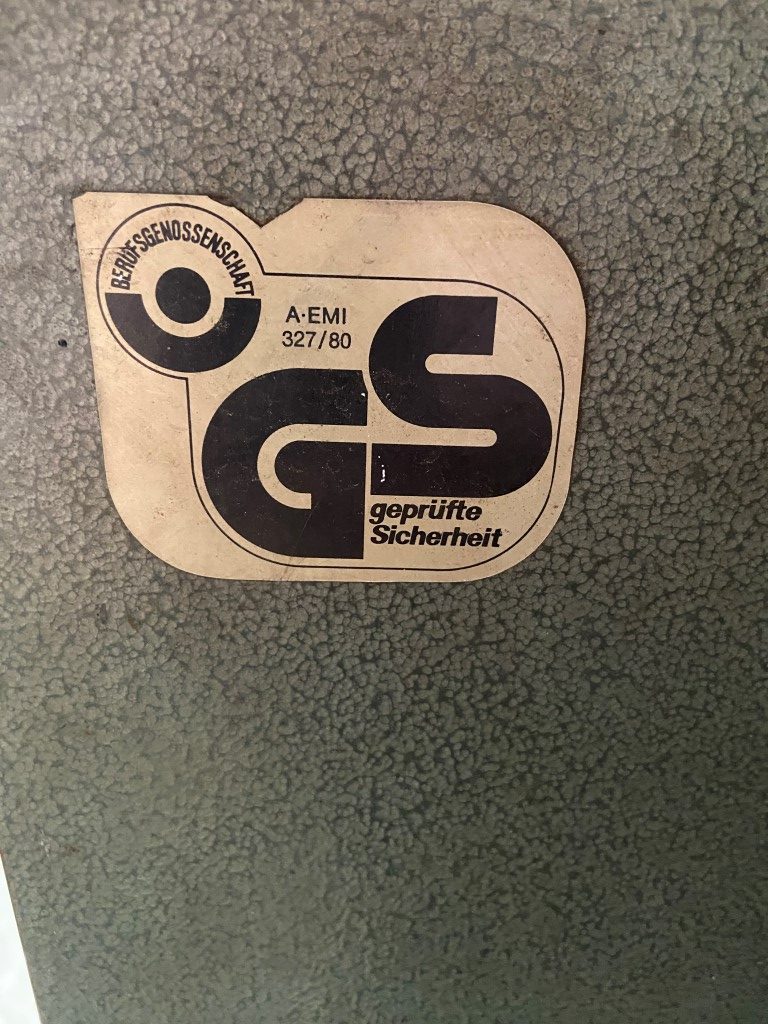 BERUFSGENOSSENSCHAFT
A·EMI
327/80
GS
geprüfte
Sicherheit